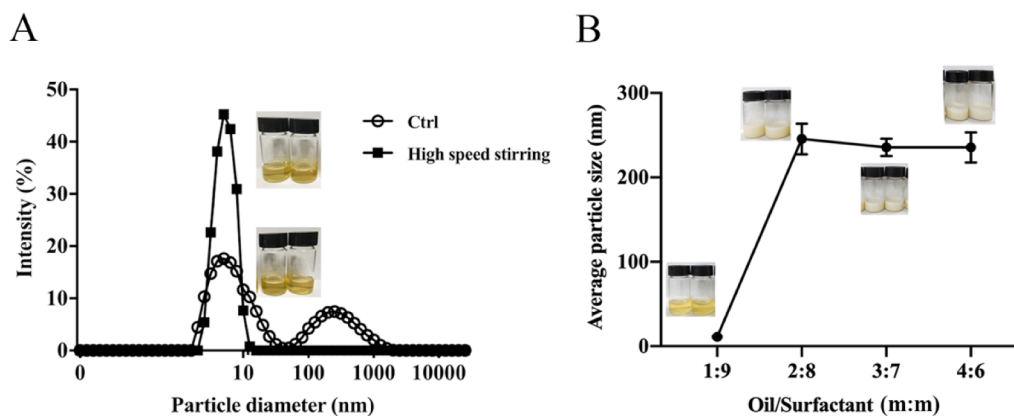 A
50
40
30
20
10
0
Intensity (%)
0
10
100
1000
10000
Particle diameter (nm)
Ctrl
High speed stirring
B
300
200
100
0
Average particle size (nm)
1:9
2:8
3:7
4:6
Oil/Surfactant (m:m)